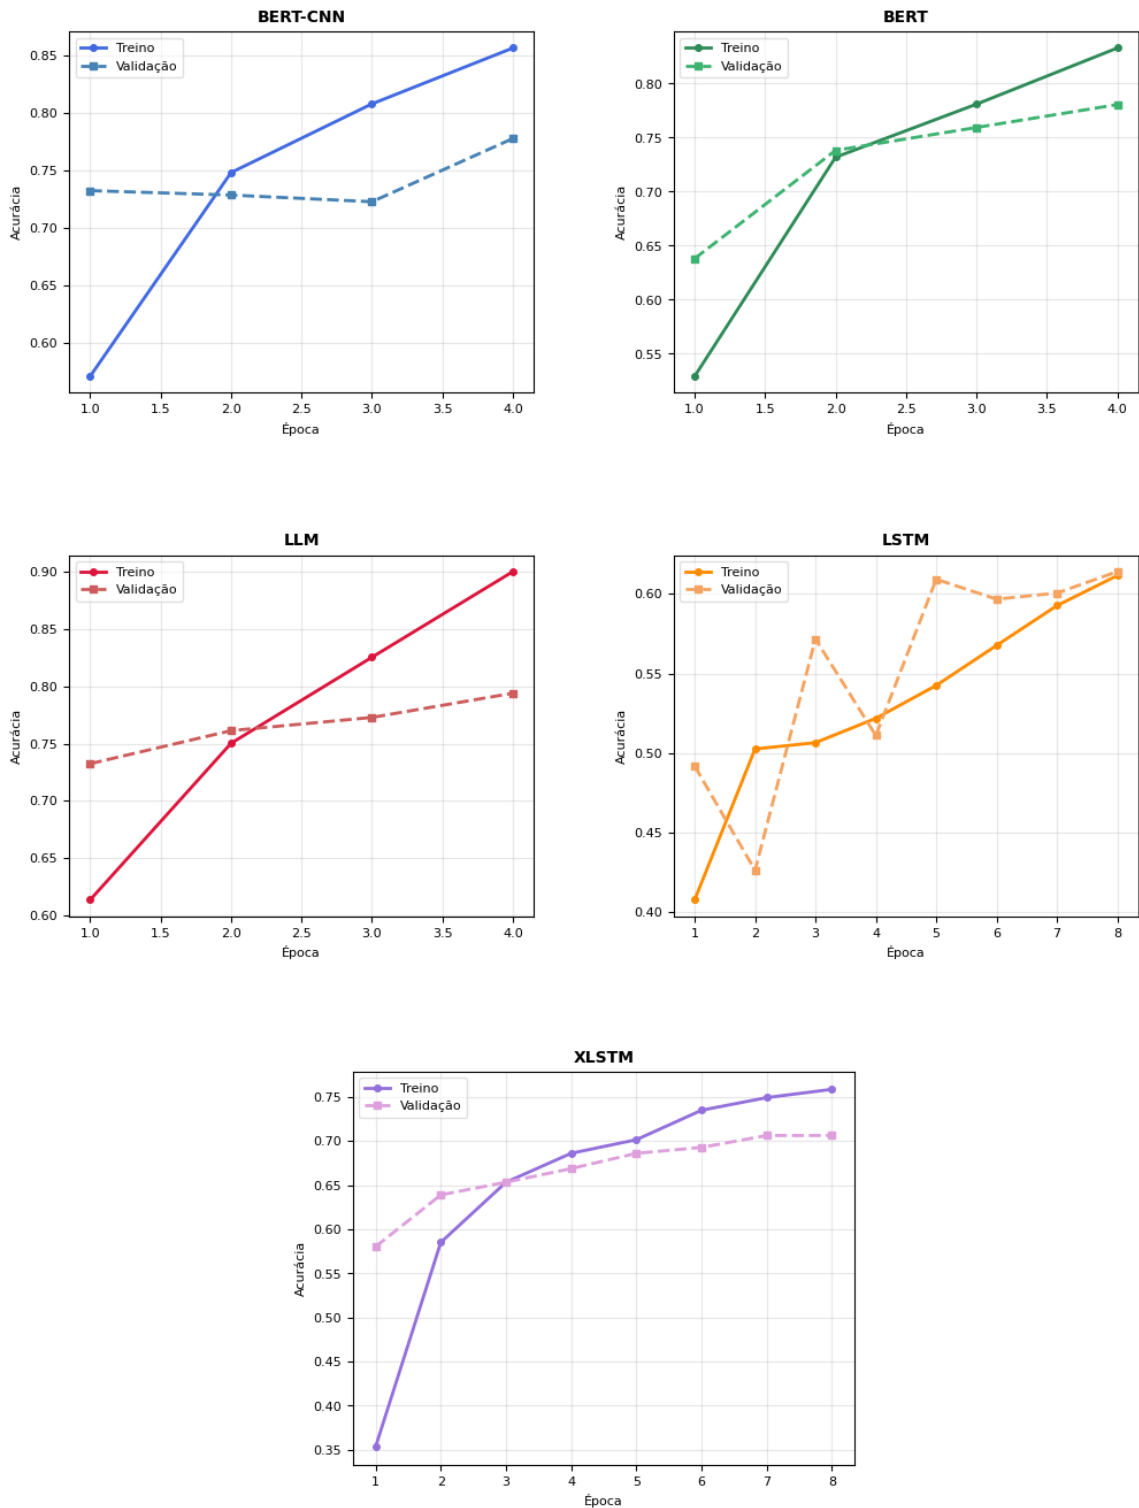 BERT-CNN
Treino
Validação
0.85
0.80
0.75
0.70
0.65
0.60
Acurácia
1.0 1.5 2.0 2.5 3.0 3.5 4.0
Época
BERT
Treino
Validação
0.80
0.75
0.70
0.65
0.60
0.55
Acurácia
1.0 1.5 2.0 2.5 3.0 3.5 4.0
Época
LLM
Treino
Validação
0.90
0.85
0.80
0.75
0.70
0.65
0.60
Acurácia
1.0 1.5 2.0 2.5 3.0 3.5 4.0
Época
LSTM
Treino
Validação
0.60
0.55
0.50
0.45
0.40
Acurácia
1 2 3 4 5 6 7 8
Época
XLSTM
Treino
Validação
0.75
0.70
0.65
0.60
0.55
0.50
0.45
0.40
0.35
Acurácia
1 2 3 4 5 6 7 8
Época